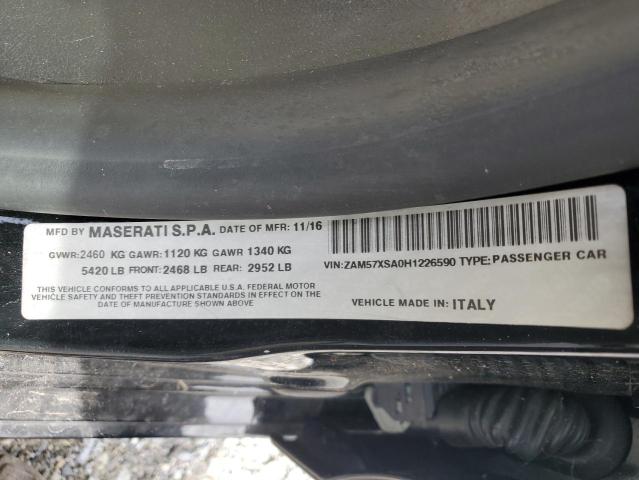 MFD BY MASERATI S.P.A. DATE OF MFR: 11/16
GVWR:2460 KG GAWR:1120 KG GAWR 1340 KG
5420 LB FRONT: 2468 LB REAR: 2952 LB
THIS VEHICLE CONFORMS TO ALL APPLICABLE U.S.A. FEDERAL MOTOR
VEHICLE SAFETY AND THEFT PREVENTION STANDARDS IN EFFECT ON THE
DATE OF MANUFACTURE SHOWN ABOVE
VIN:ZAM57XSA0H1226590 TYPE:PASSENGER CAR
VEHICLE MADE IN: ITALY